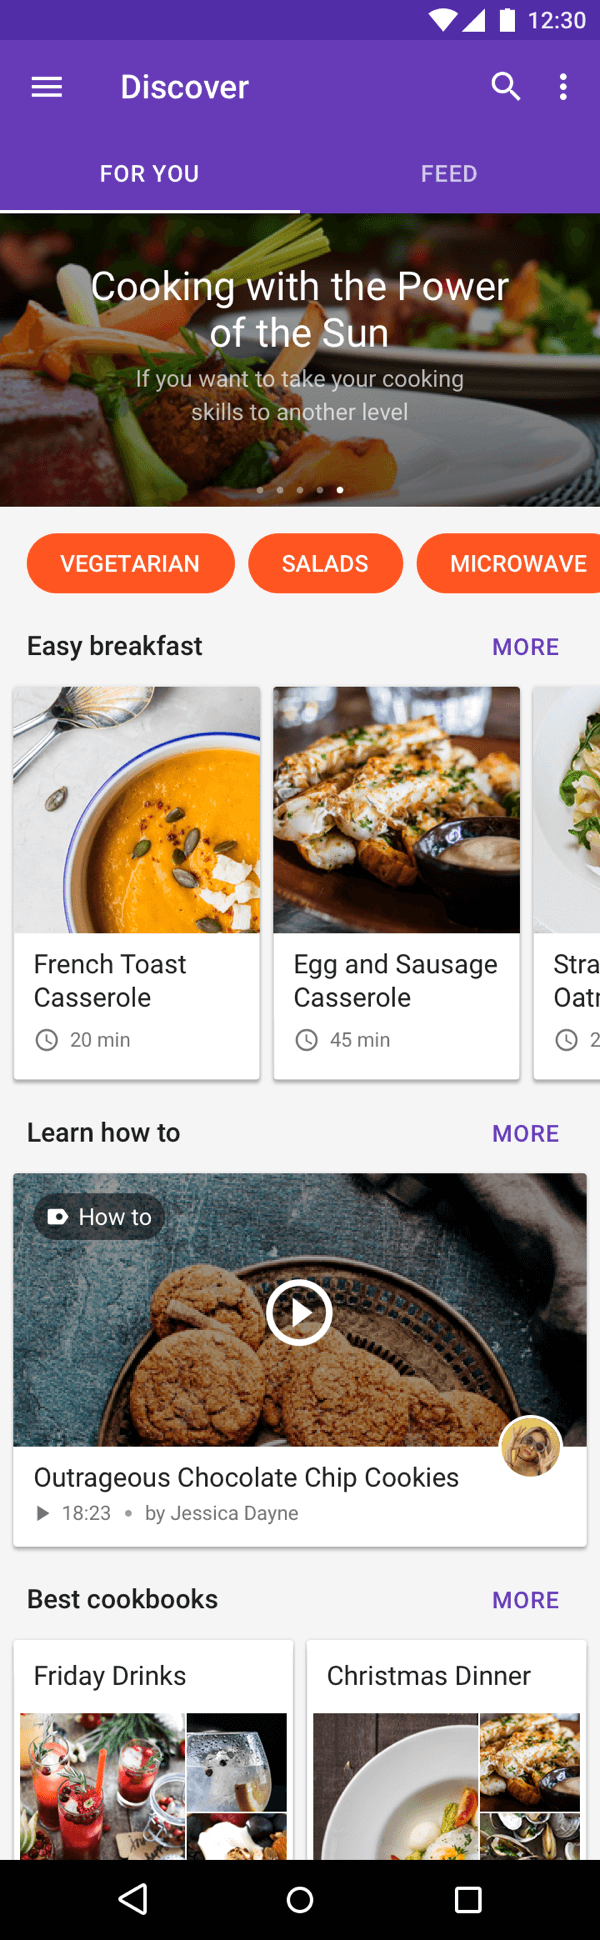 12:30
Discover
FOR YOU
FEED
Cooking with the Power
of the Sun
If you want to take your cooking
skills to another level
VEGETARIAN
SALADS
MICROWAVE
Easy breakfast
MORE
French Toast
Casserole
20 min
Egg and Sausage
Casserole
45 min
Stra
Oatr
2
Learn how to
MORE
How to
Outrageous Chocolate Chip Cookies
18:23 • by Jessica Dayne
Best cookbooks
MORE
Friday Drinks
Christmas Dinner